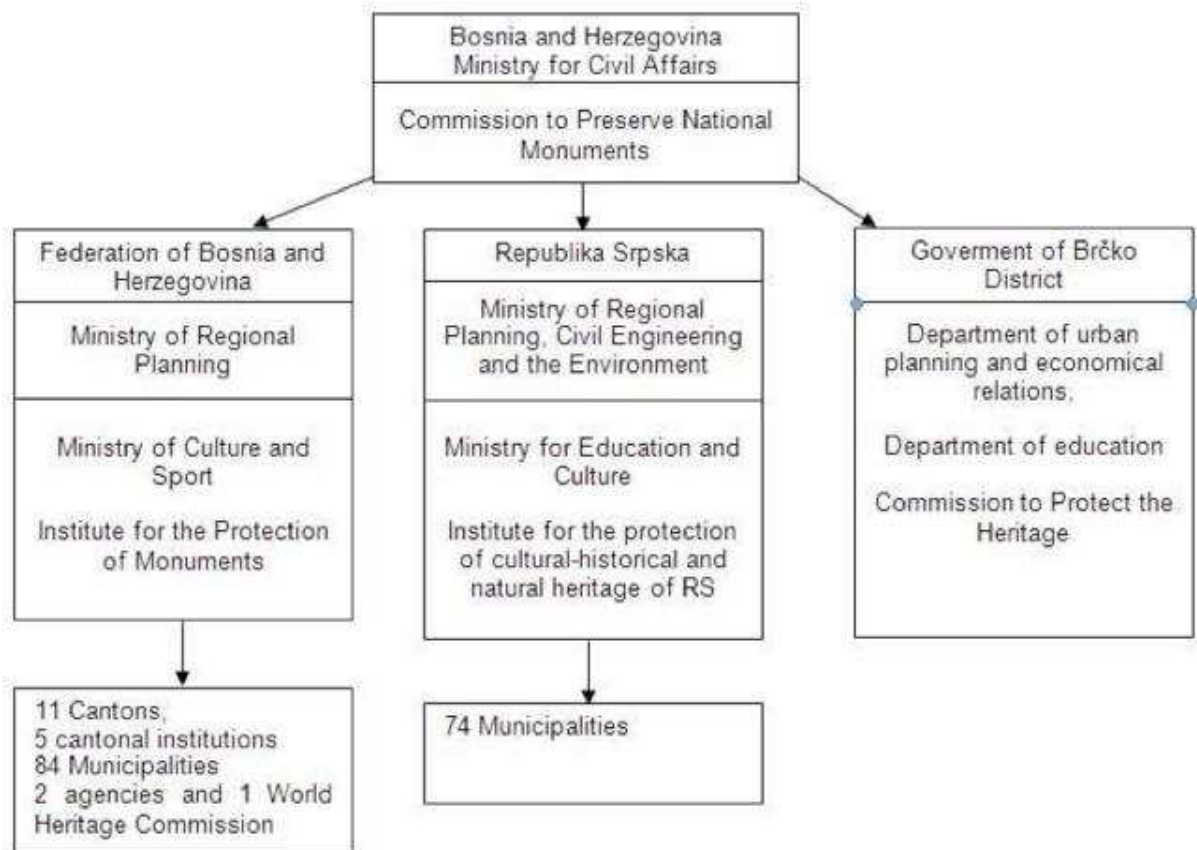 Bosnia and Herzegovina
Ministry for Civil Affairs
Commission to Preserve National
Monuments
Federation of Bosnia and
Herzegovina
Ministry of Regional
Planning
Ministry of Culture and
Sport
Institute for the Protection
of Monuments
11 Cantons,
5 cantonal institutions
84 Municipalities
2 agencies and 1 World
Heritage Commission
Republika Srpska
Ministry of Regional
Planning, Civil Engineering
and the Environment
Ministry for Education and
Culture
Institute for the protection
of cultural-historical and
natural heritage of RS
74 Municipalities
Goverment of Brčko
District
Department of urban
planning and economical
relations,
Department of education
Commission to Protect the
Heritage